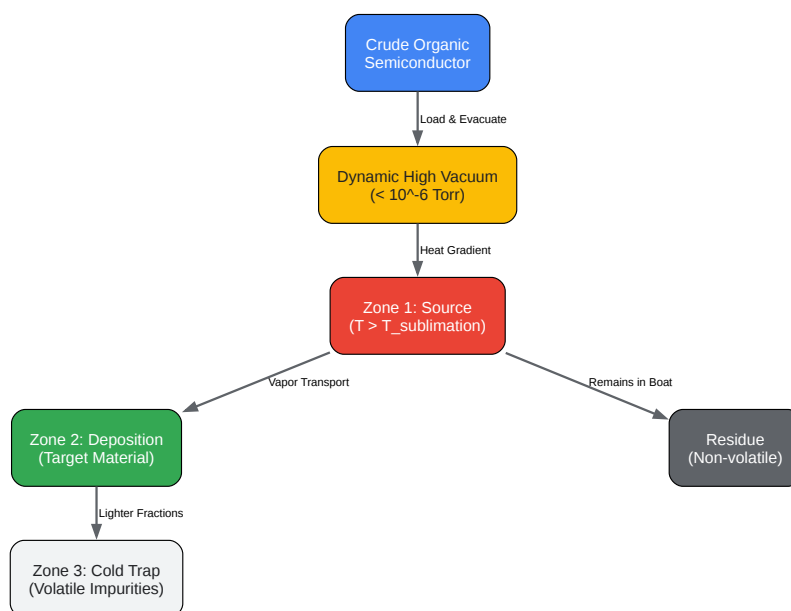 Crude Organic
Semiconductor
Load & Evacuate
Dynamic High Vacuum
(< 10^-6 Torr)
Heat Gradient
Zone 1: Source
(T > T_sublimation)
Vapor Transport
Remains in Boat
Zone 2: Deposition
(Target Material)
Residue
(Non-volatile)
Lighter Fractions
Zone 3: Cold Trap
(Volatile Impurities)